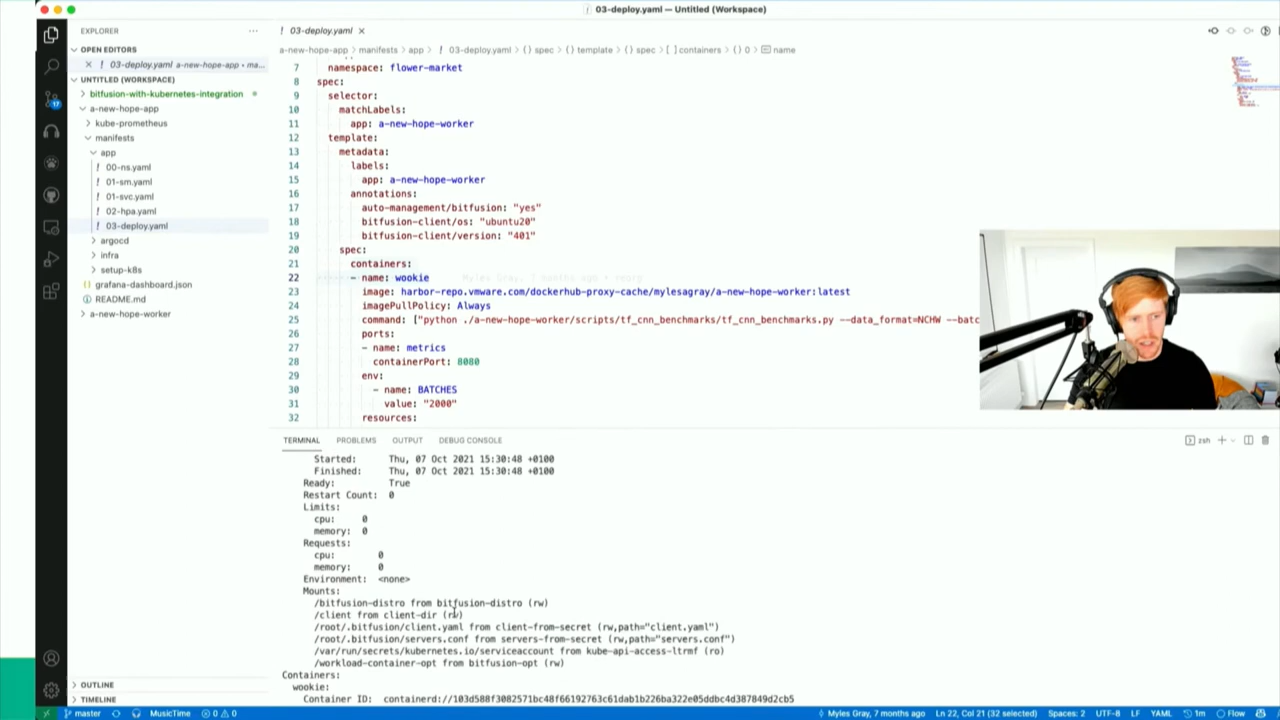 03-deploy.yaml — Untitled (Workspace)
EXPLORER
OPEN EDITORS
03-deploy.yaml a-new-hope-app • ma...
UNTITLED (WORKSPACE)
bitfusion-with-kubernetes-integration
a-new-hope-app
kube-prometheus
manifests
app
! 00-ns.yaml
! 01-sm.yaml
! 01-svc.yaml
! 02-hpa.yaml
! 03-deploy.yaml
argocd
infra
setup-k8s
grafana-dashboard.json
README.md
a-new-hope-worker
OUTLINE
TIMELINE
! 03-deploy.yaml
a-new-hope-app > manifests > app > ! 03-deploy.yaml > {} spec > {} template > {} spec > [ ] containers > {} 0 > name
7 namespace: flower-market
8 spec:
9 selector:
10 matchLabels:
11 app: a-new-hope-worker
12 template:
13 metadata:
14 labels:
15 app: a-new-hope-worker
16 annotations:
17 auto-management/bitfusion: "yes"
18 bitfusion-client/os: "ubuntu20"
19 bitfusion-client/version: "401"
20 spec:
21 containers:
22 - name: wookie Myles Gray, 7 months ago
23 image: harbor-repo.vmware.com/dockerhub-proxy-cache/mylesagray/a-new-hope-worker:latest
24 imagePullPolicy: Always
25 command: ["python ./a-new-hope-worker/scripts/tf_cnn_benchmarks/tf_cnn_benchmarks.py --data_format=NCHW --batc
26 ports:
27 - name: metrics
28 containerPort: 8080
29 env:
30 - name: BATCHES
31 value: "2000"
32 resources:
TERMINAL PROBLEMS OUTPUT DEBUG CONSOLE
zsh
Started: Thu, 07 Oct 2021 15:30:48 +0100
Finished: Thu, 07 Oct 2021 15:30:48 +0100
Ready: True
Restart Count: 0
Limits:
cpu: 0
memory: 0
Requests:
cpu: 0
memory: 0
Environment: <none>
Mounts:
/bitfusion-distro from bitfusion-distro (rw)
/client from client-dir (rw)
/root/.bitfusion/client.yaml from client-from-secret (rw,path="client.yaml")
/root/.bitfusion/servers.conf from servers-from-secret (rw,path="servers.conf")
/var/run/secrets/kubernetes.io/serviceaccount from kube-api-access-ltrmf (ro)
/workload-container-opt from bitfusion-opt (rw)
Containers:
wookie:
Container ID: containerd://103d588f3082571bc48f66192763c61dab1b226ba322e05ddbc4d387849d2cb5
master MusicTime 0 0 Myles Gray, 7 months ago Ln 22, Col 21 (32 selected) Spaces: 2 UTF-8 LF YAML 1m Flow